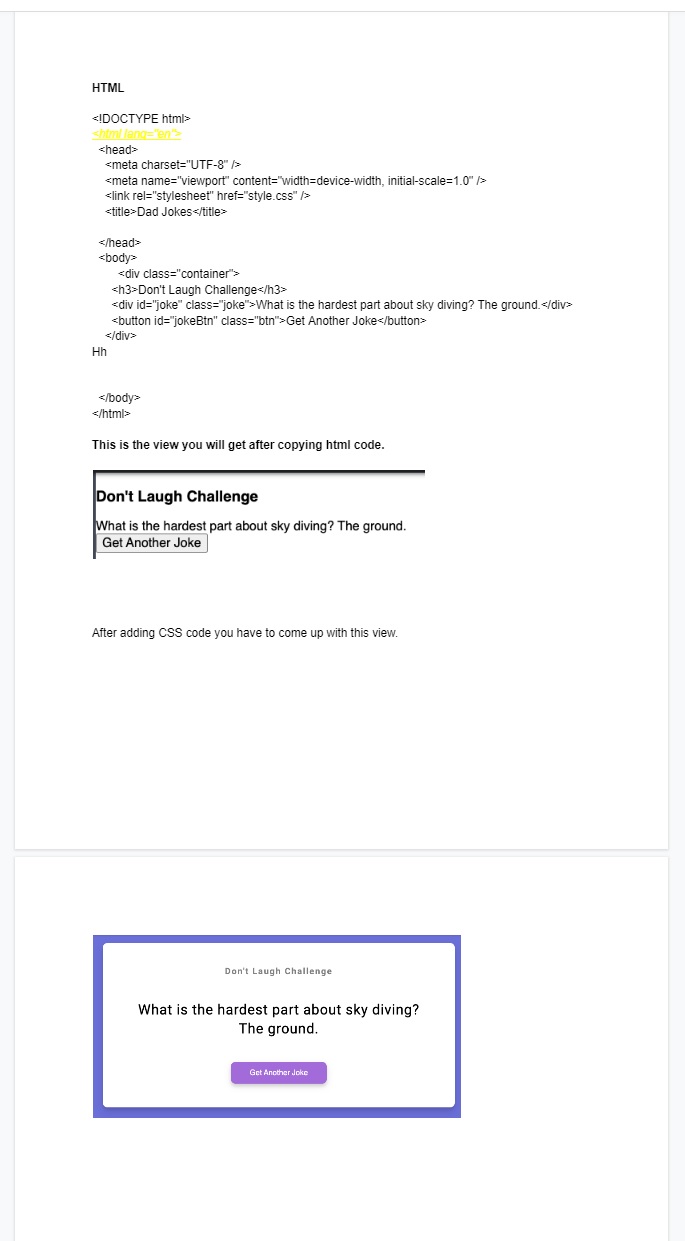 HTML
<!DOCTYPE html>
<html lang="en">
<head>
<meta charset="UTF-8" />
<meta name="viewport" content="width=device-width, initial-scale=1.0" />
<link rel="stylesheet" href="style.css" />
<title>Dad Jokes</title>
</head>
<body>
<div class="container">
<h3>Don't Laugh Challenge</h3>
<div id="joke" class="joke">What is the hardest part about sky diving? The ground.</div>
<button id="jokeBtn" class="btn">Get Another Joke</button>
</div>
Hh
</body>
</html>
This is the view you will get after copying html code.
Don't Laugh Challenge
What is the hardest part about sky diving? The ground.
Get Another Joke
After adding CSS code you have to come up with this view.
Don't Laugh Challenge
What is the hardest part about sky diving?
The ground.
Get Another Joke